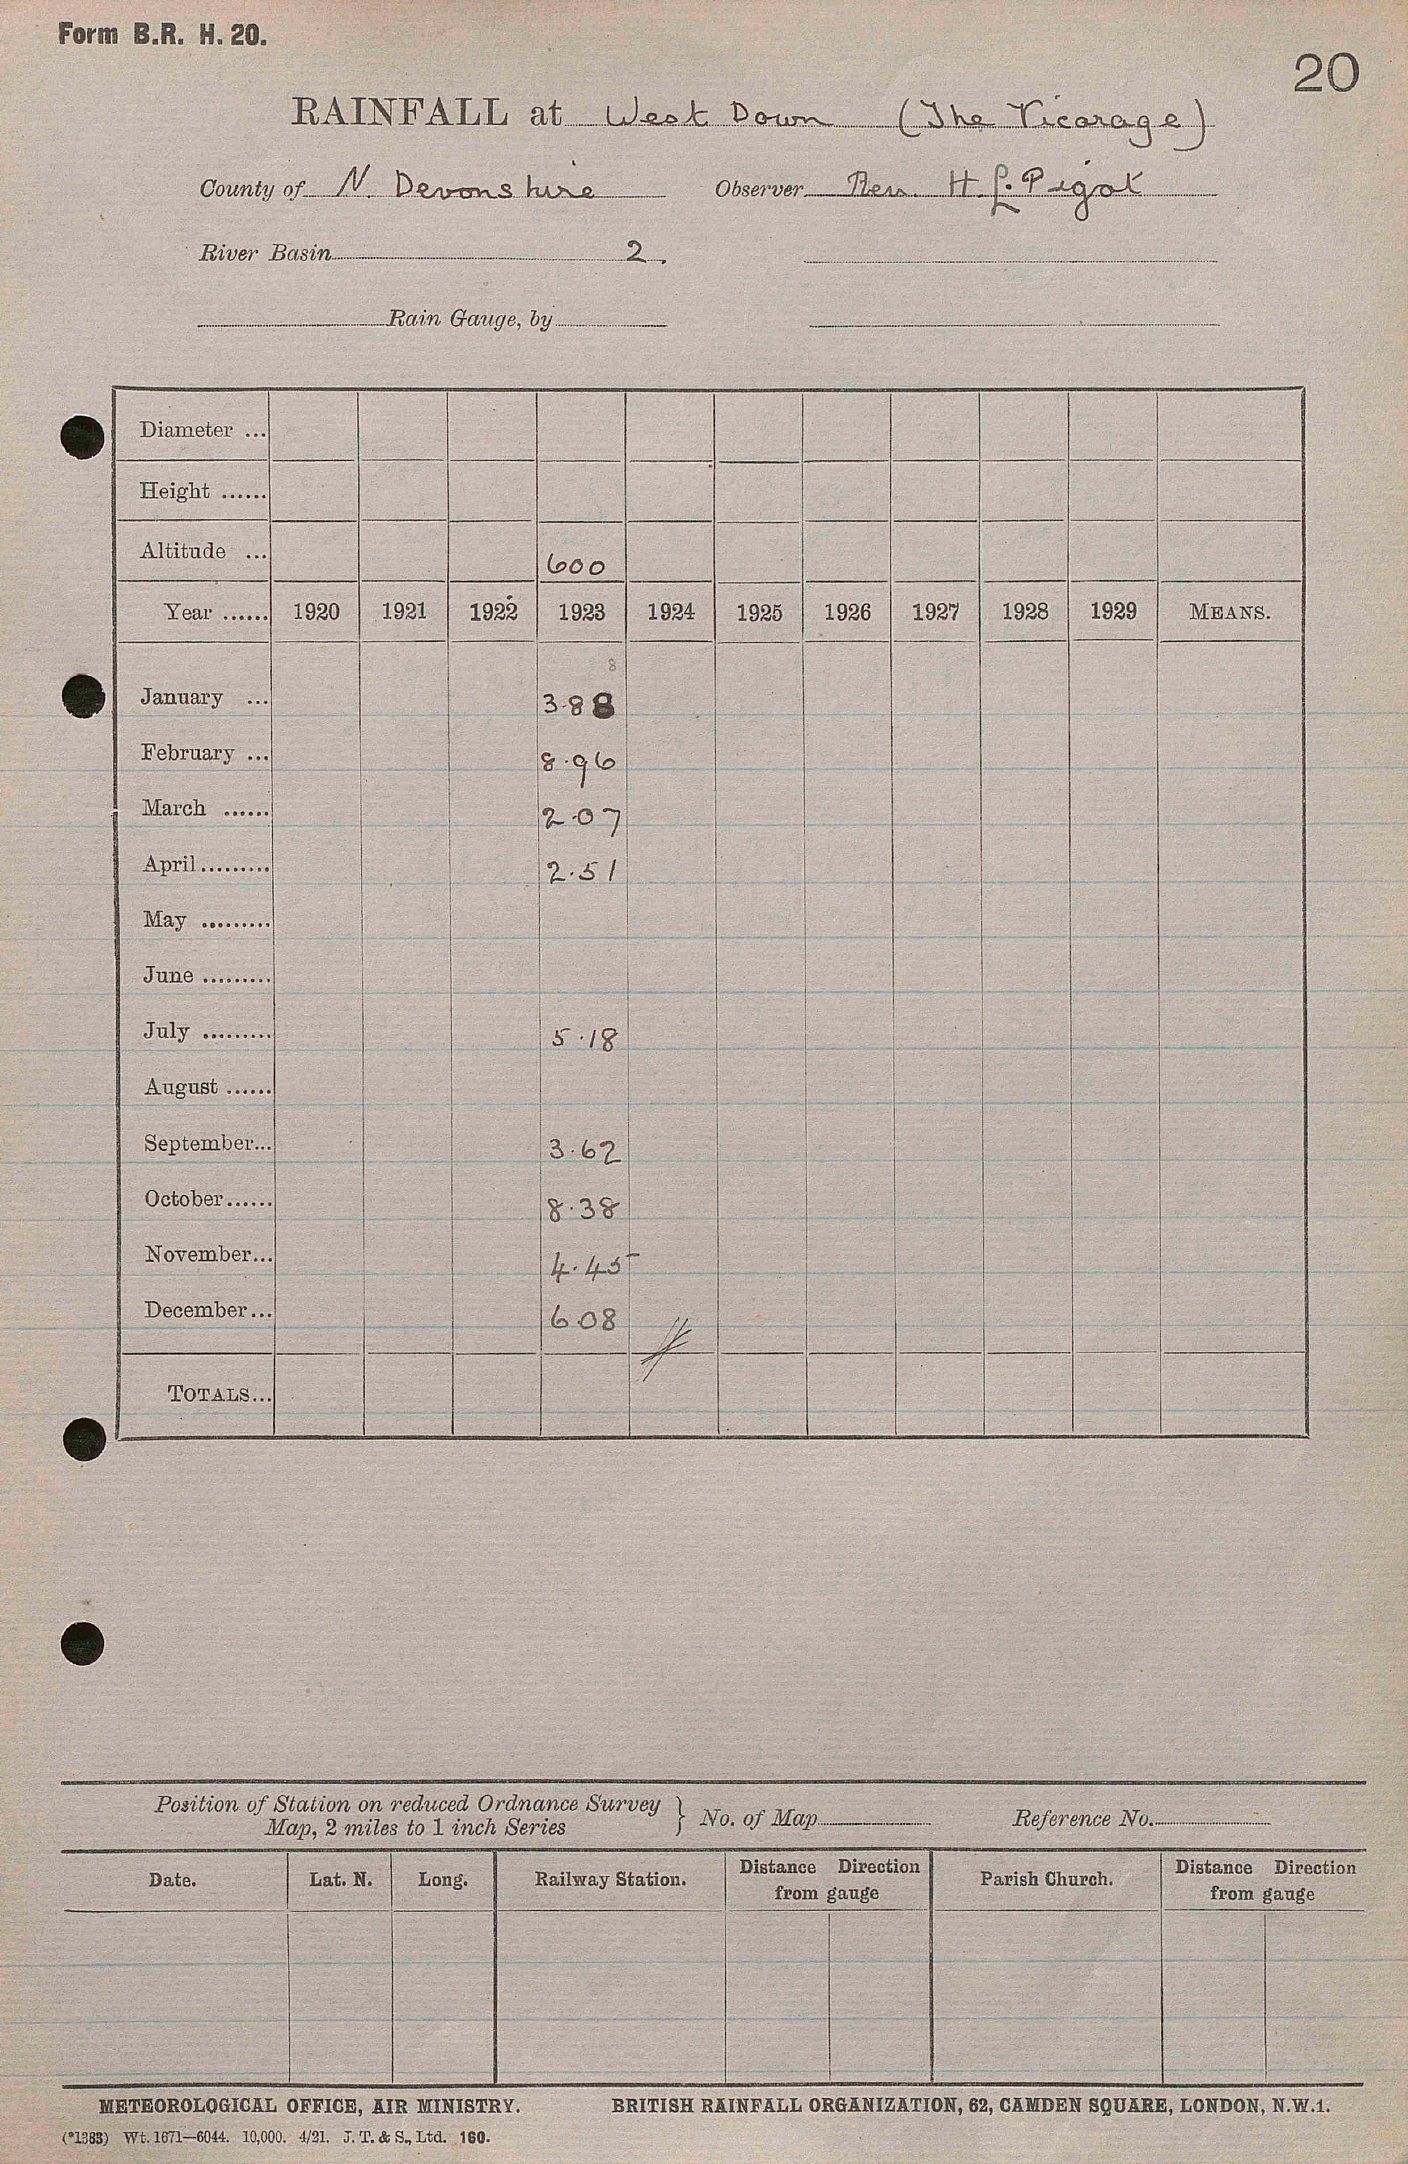 Form B.R. H. 20.
20
RAINFALL at West Down (The Vicarage)
County of N. Devonshire Observer Rev. H. L. Pigot
River Basin 2.
Rain Gauge, by
Diameter ...
Height ......
Altitude ... 600
Year ...... 1920 1921 1922 1923 1924 1925 1926 1927 1928 1929 MEANS.
8
January ... 3.88
February ... 8.96
March ...... 2.07
April ......... 2.51
May .........
June .........
July ......... 5.18
August ......
September... 3.62
October...... 8.38
November... 4.45
December... 6.08
TOTALS...
Position of Station on reduced Ordnance Survey
Map, 2 miles to 1 inch Series } No. of Map Reference No.
Date. Lat. N. Long. Railway Station. Distance Direction from gauge Parish Church. Distance Direction from gauge
METEOROLOGICAL OFFICE, AIR MINISTRY. BRITISH RAINFALL ORGANIZATION, 62, CAMDEN SQUARE, LONDON, N.W.1.
(*1383) Wt. 1671—6044. 10,000. 4/21. J. T. & S., Ltd. 160.